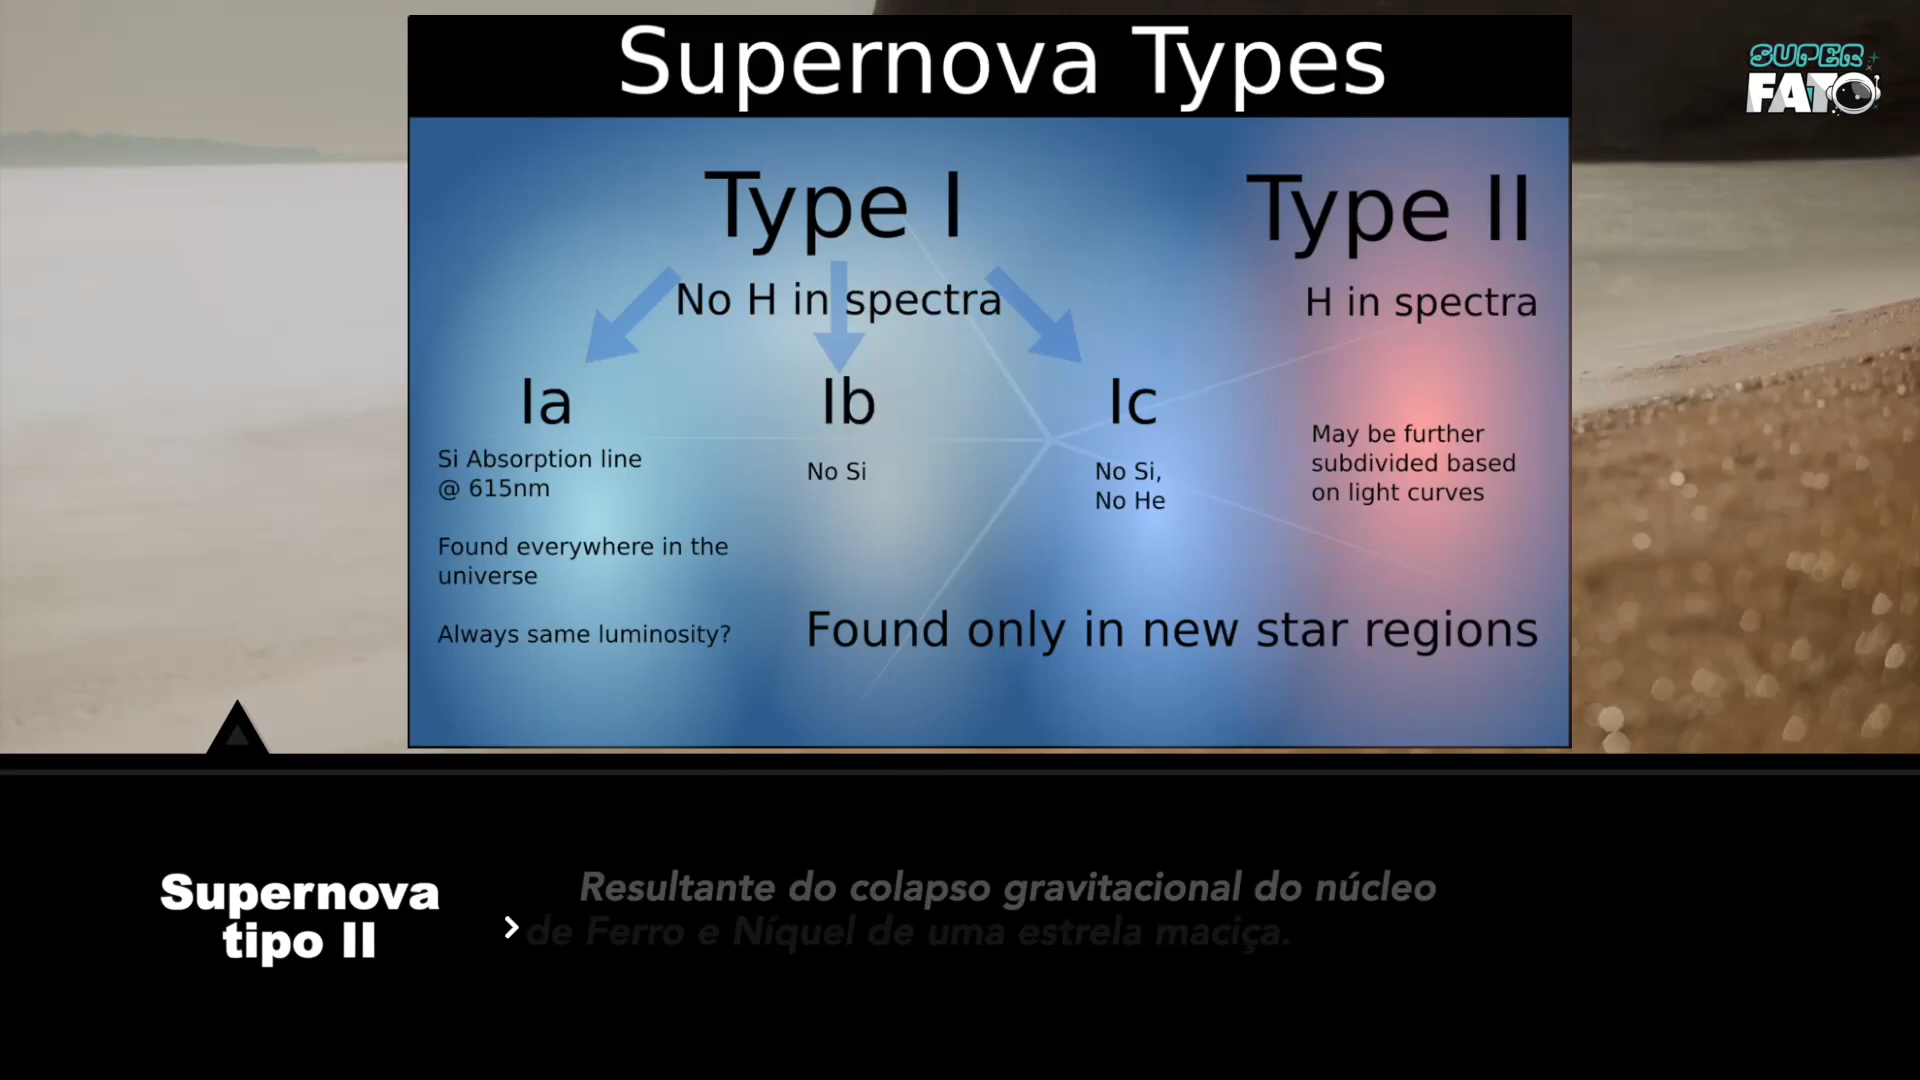 Supernova Types
SUPER
FATO
Type I
Type II
No H in spectra
H in spectra
Ia
Ib
Ic
Si Absorption line
@ 615nm
Found everywhere in the
universe
Always same luminosity?
No Si
No Si,
No He
May be further
subdivided based
on light curves
Found only in new star regions
Supernova
tipo II
Resultante do colapso gravitacional do núcleo
de Ferro e Níquel de uma estrela maciça.